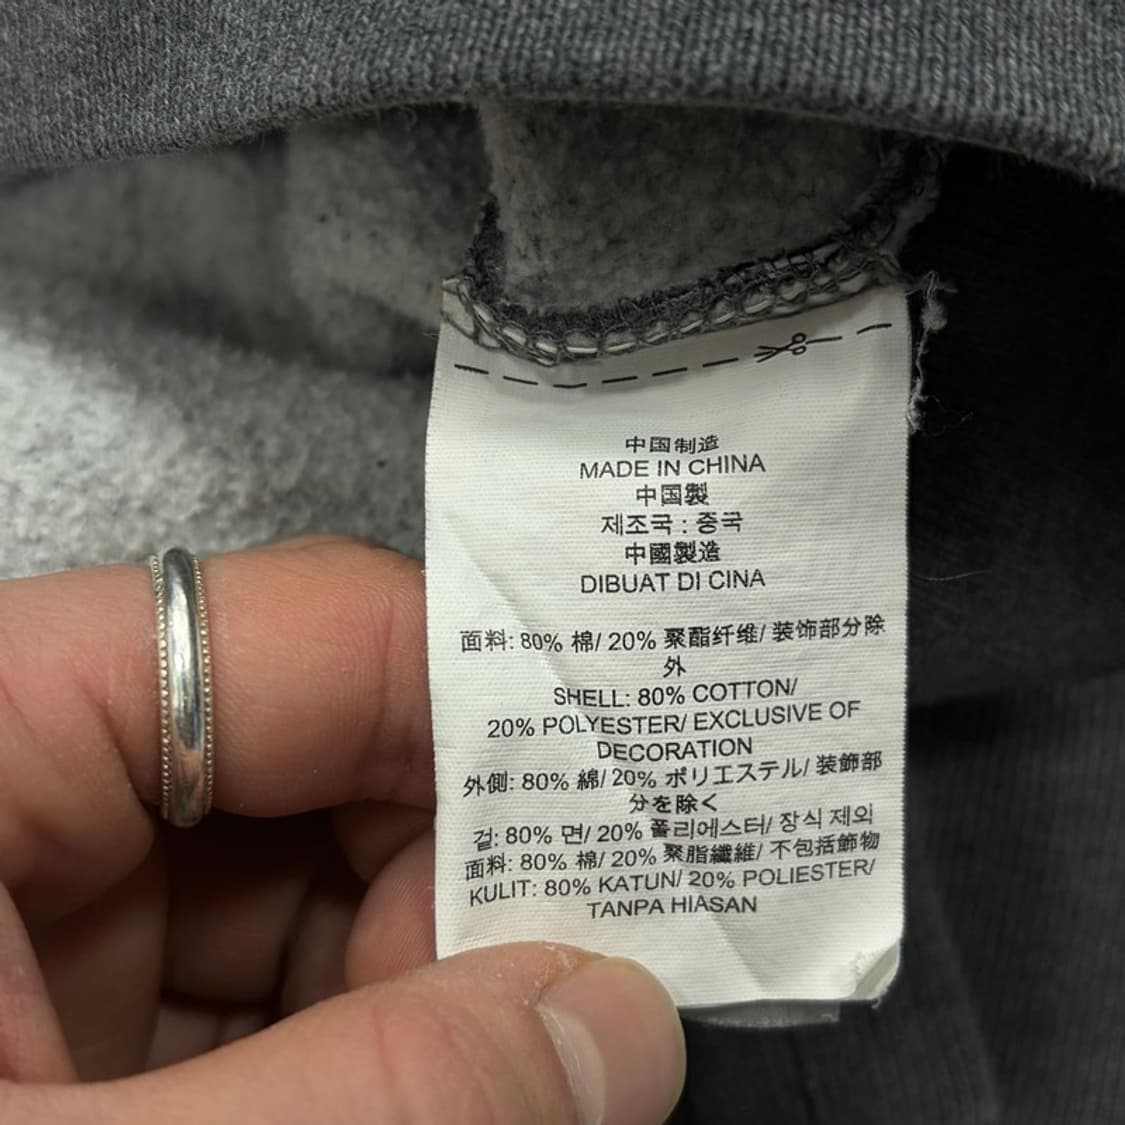 中国制造
MADE IN CHINA
中国製
제조국 : 중국
中國製造
DIBUAT DI CINA
面料: 80% 棉/ 20% 聚酯纤维/ 装饰部分除
外
SHELL: 80% COTTON/
20% POLYESTER/ EXCLUSIVE OF
DECORATION
外側: 80% 綿/ 20% ポリエステル/ 装飾部
分を除く
겉: 80% 면/ 20% 폴리에스터/ 장식 제외
面料: 80% 棉/ 20% 聚脂纖維/ 不包括飾物
KULIT: 80% KATUN/ 20% POLIESTER/
TANPA HIASAN